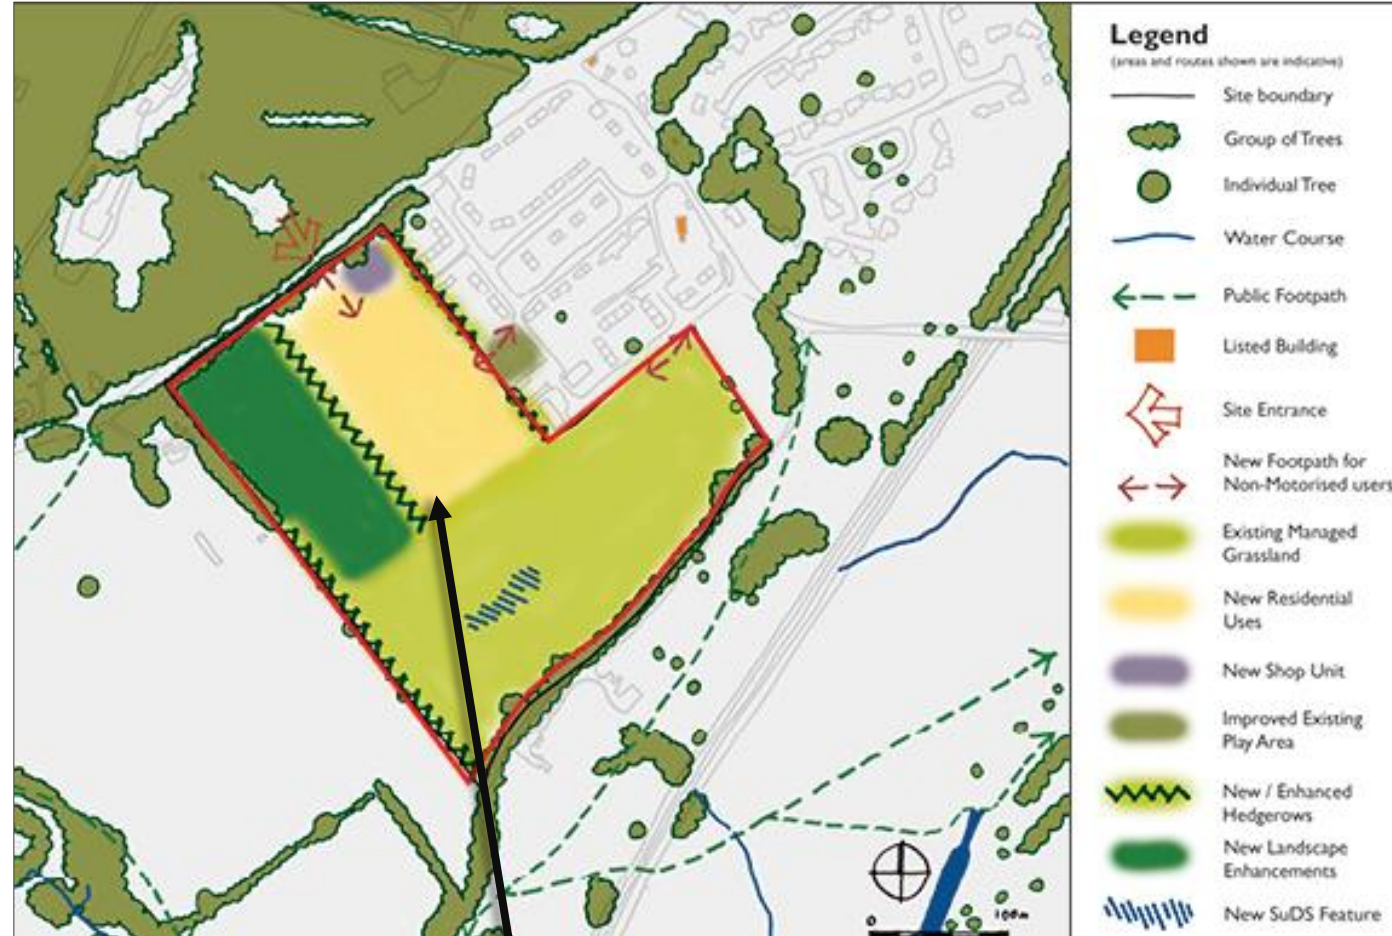 Legend
(areas and routes shown are indicative)
Site boundary
Group of Trees
Individual Tree
Water Course
Public Footpath
Listed Building
Site Entrance
New Footpath for
Non-Motorised users
Existing Managed
Grassland
New Residential
Uses
New Shop Unit
Improved Existing
Play Area
New / Enhanced
Hedgerows
New Landscape
Enhancements
New SuDS Feature
0 100m